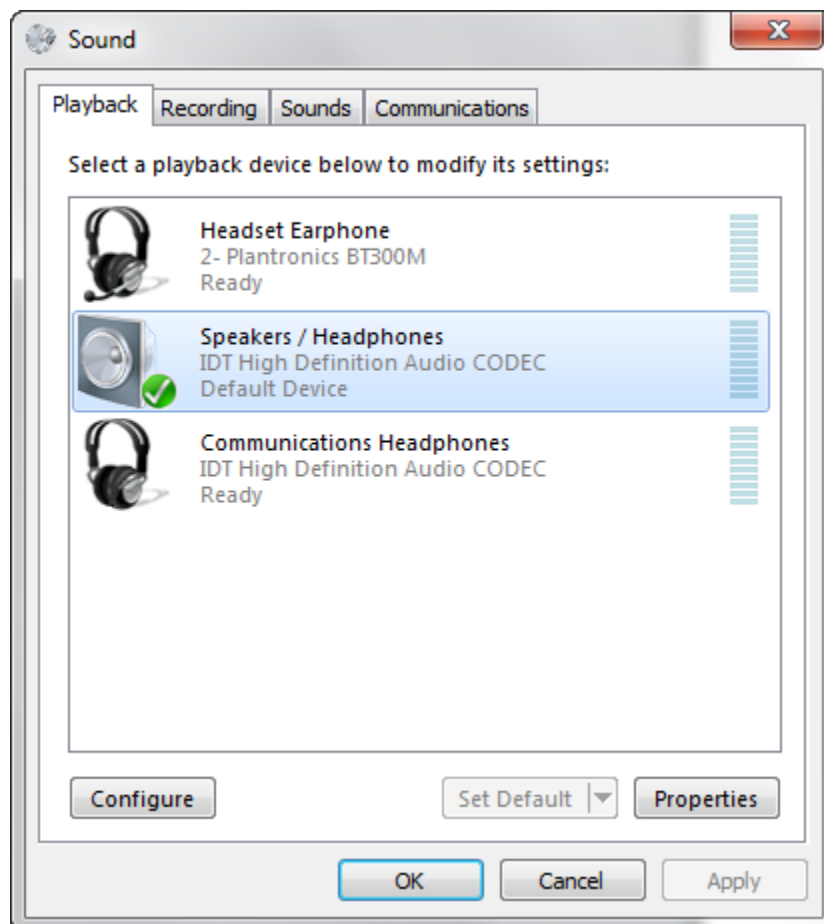 Sound
Playback Recording Sounds Communications
Select a playback device below to modify its settings:
Headset Earphone
2- Plantronics BT300M
Ready
Speakers / Headphones
IDT High Definition Audio CODEC
Default Device
Communications Headphones
IDT High Definition Audio CODEC
Ready
Configure Set Default Properties
OK Cancel Apply